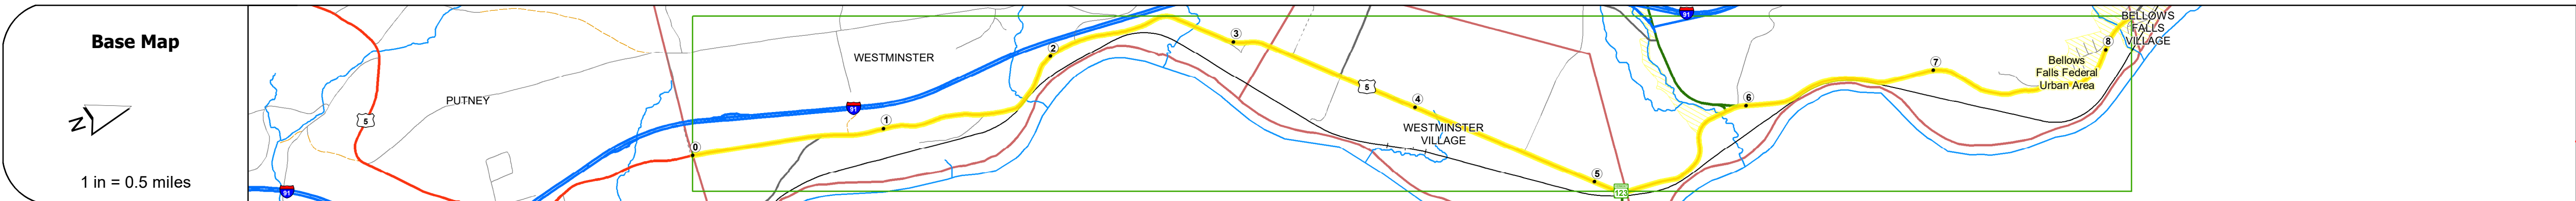 Base Map
N
1 in = 0.5 miles
91
5
PUTNEY
0
WESTMINSTER
91
1
2
3
5
4
WESTMINSTER
VILLAGE
5
123
91
6
7
Bellows
Falls Federal
Urban Area
8
BELLOWS
FALLS
VILLAGE